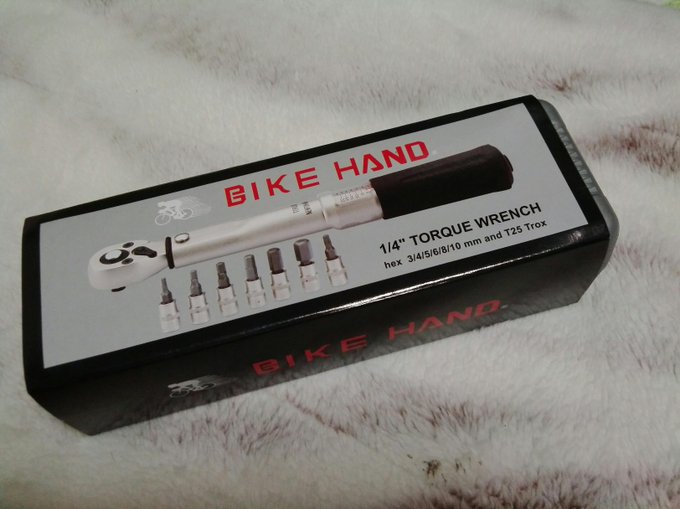 BIKE HAND
1/4" TORQUE WRENCH
hex 3/4/5/6/8/10 mm and T25 Trox
BIKE HAND